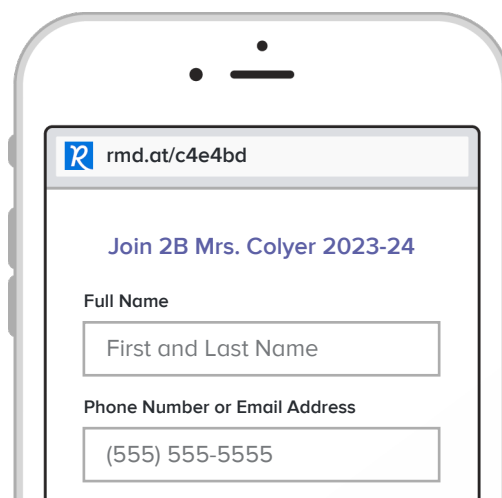 rmd.at/c4e4bd
Join 2B Mrs. Colyer 2023-24
Full Name
First and Last Name
Phone Number or Email Address
(555) 555-5555